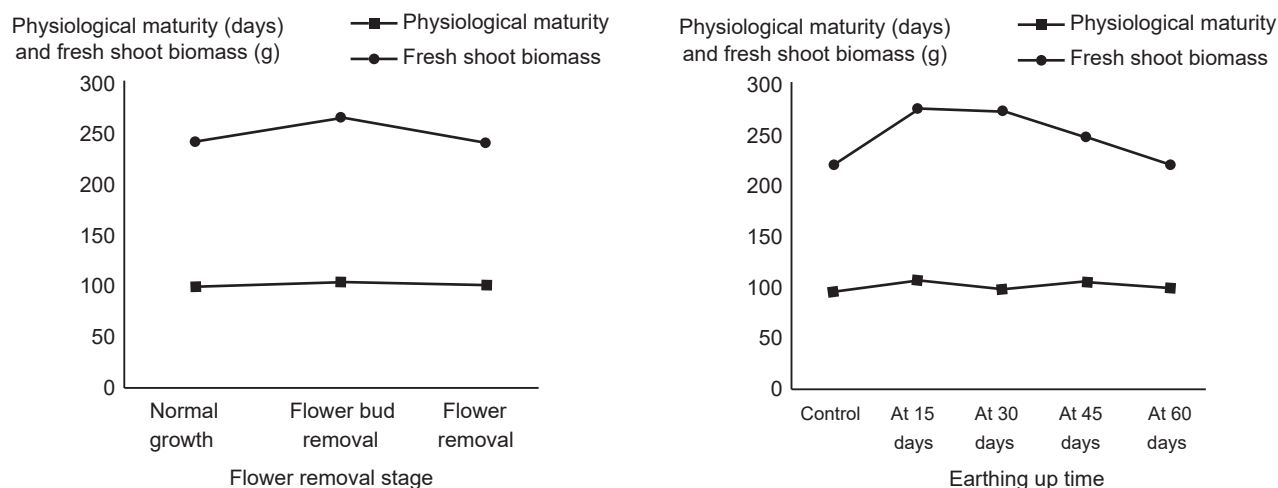 Physiological maturity (days)
and fresh shoot biomass (g)
Physiological maturity
Fresh shoot biomass
300
250
200
150
100
50
0
Normal growth
Flower bud removal
Flower removal
Flower removal stage
Physiological maturity (days)
and fresh shoot biomass (g)
Physiological maturity
Fresh shoot biomass
300
250
200
150
100
50
0
Control
At 15 days
At 30 days
At 45 days
At 60 days
Earthing up time